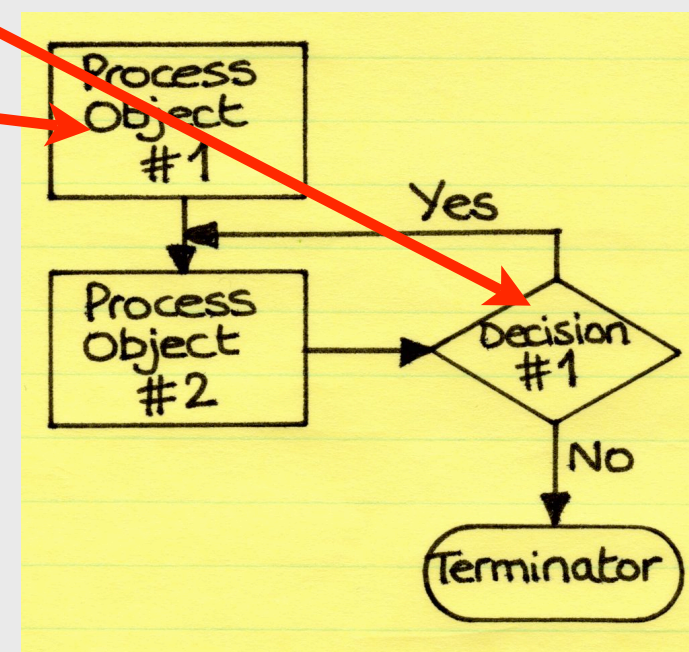 Process
Object
#1
Yes
Process
Object
#2
Decision
#1
No
Terminator